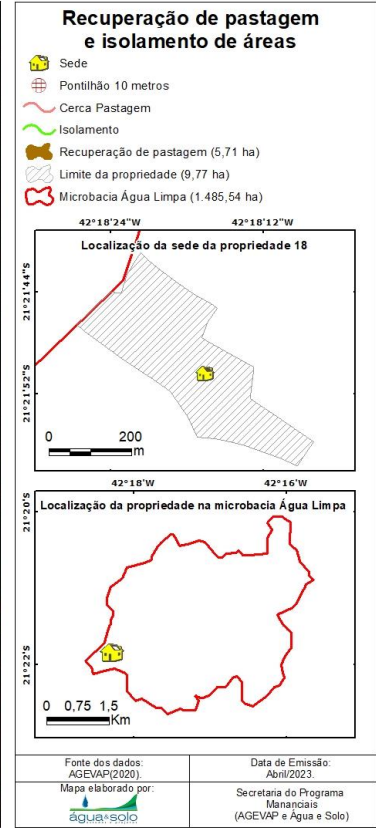 Recuperação de pastagem
e isolamento de áreas
Sede
Pontilhão 10 metros
Cerca Pastagem
Isolamento
Recuperação de pastagem (5,71 ha)
Limite da propriedade (9,77 ha)
Microbacia Água Limpa (1.485,54 ha)
42°18'24"W 42°18'12"W
Localização da sede da propriedade 18
21°21'44"S
21°21'52"S
0 200
m
42°18'W 42°16'W
Localização da propriedade na microbacia Água Limpa
21°20'S
21°22'S
0 0,75 1,5
Km
Fonte dos dados:
AGEVAP(2020).
Data de Emissão:
Abril/2023.
Mapa elaborado por:
água&solo
Secretaria do Programa
Mananciais
(AGEVAP e Água e Solo)